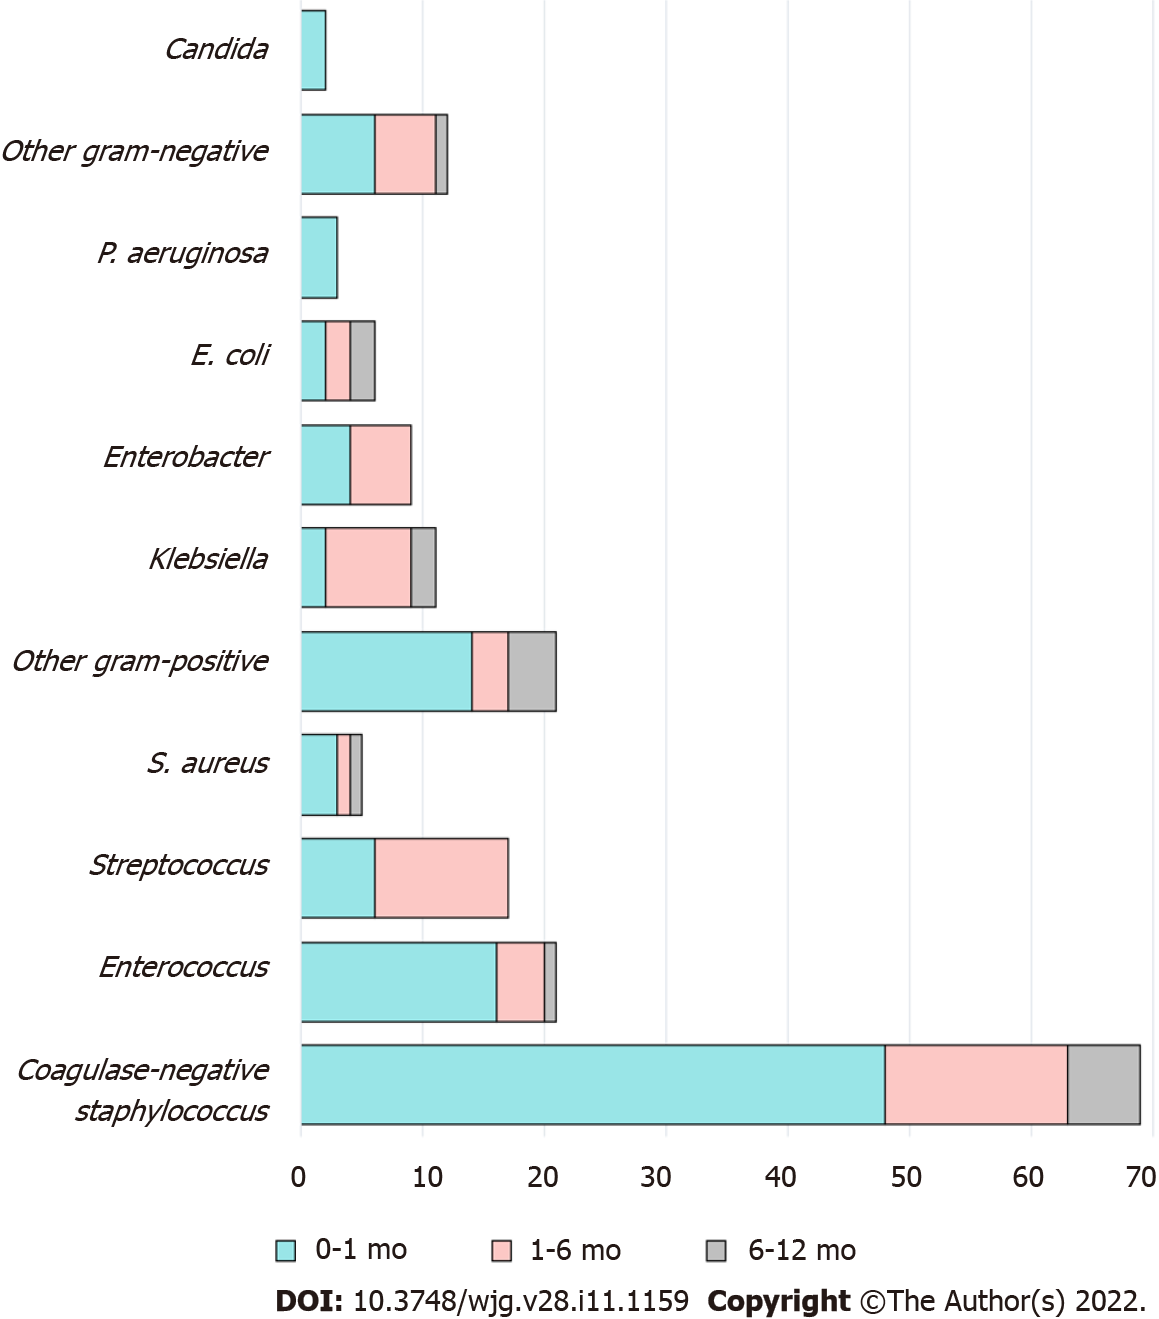 Candida
Other gram-negative
P. aeruginosa
E. coli
Enterobacter
Klebsiella
Other gram-positive
S. aureus
Streptococcus
Enterococcus
Coagulase-negative
staphylococcus
0 10 20 30 40 50 60 70
0-1 mo 1-6 mo 6-12 mo
DOI: 10.3748/wjg.v28.i11.1159 Copyright ©The Author(s) 2022.